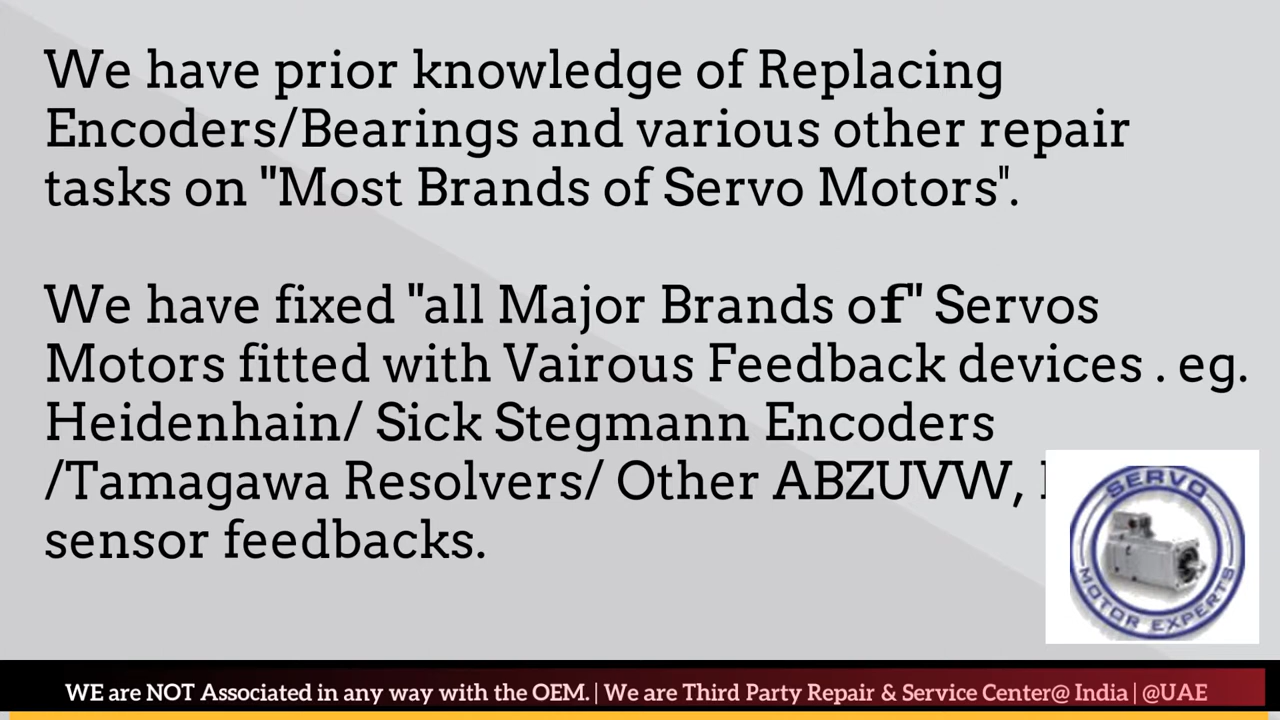 We have prior knowledge of Replacing
Encoders/Bearings and various other repair
tasks on "Most Brands of Servo Motors".
We have fixed "all Major Brands of" Servos
Motors fitted with Vairous Feedback devices . eg.
Heidenhain/ Sick Stegmann Encoders
/Tamagawa Resolvers/ Other ABZUVW,
sensor feedbacks.
SERVO
MOTOR EXPERTS
WE are NOT Associated in any way with the OEM. | We are Third Party Repair & Service Center@ India | @UAE